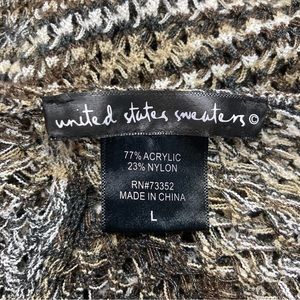 united states sweaters©
77% ACRYLIC
23% NYLON
RN#73352
MADE IN CHINA
L